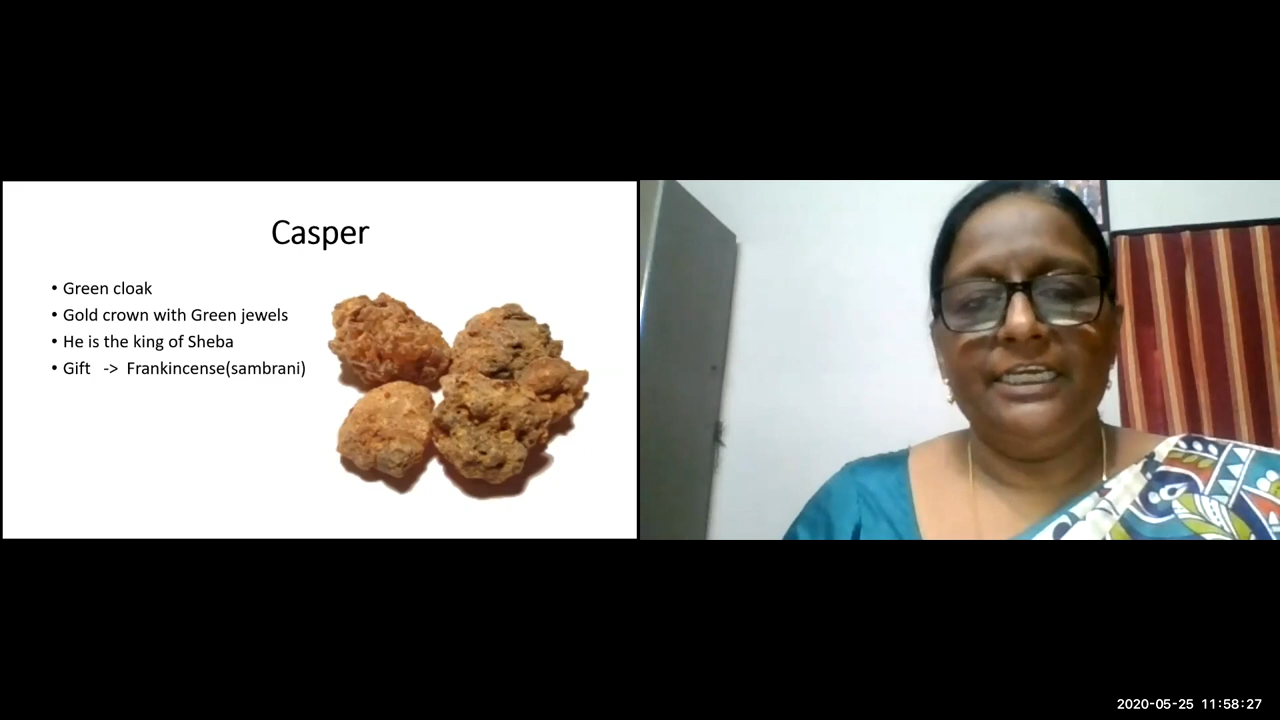 Casper
• Green cloak
• Gold crown with Green jewels
• He is the king of Sheba
• Gift -> Frankincense(sambrani)
2020-05-25 11:58:27